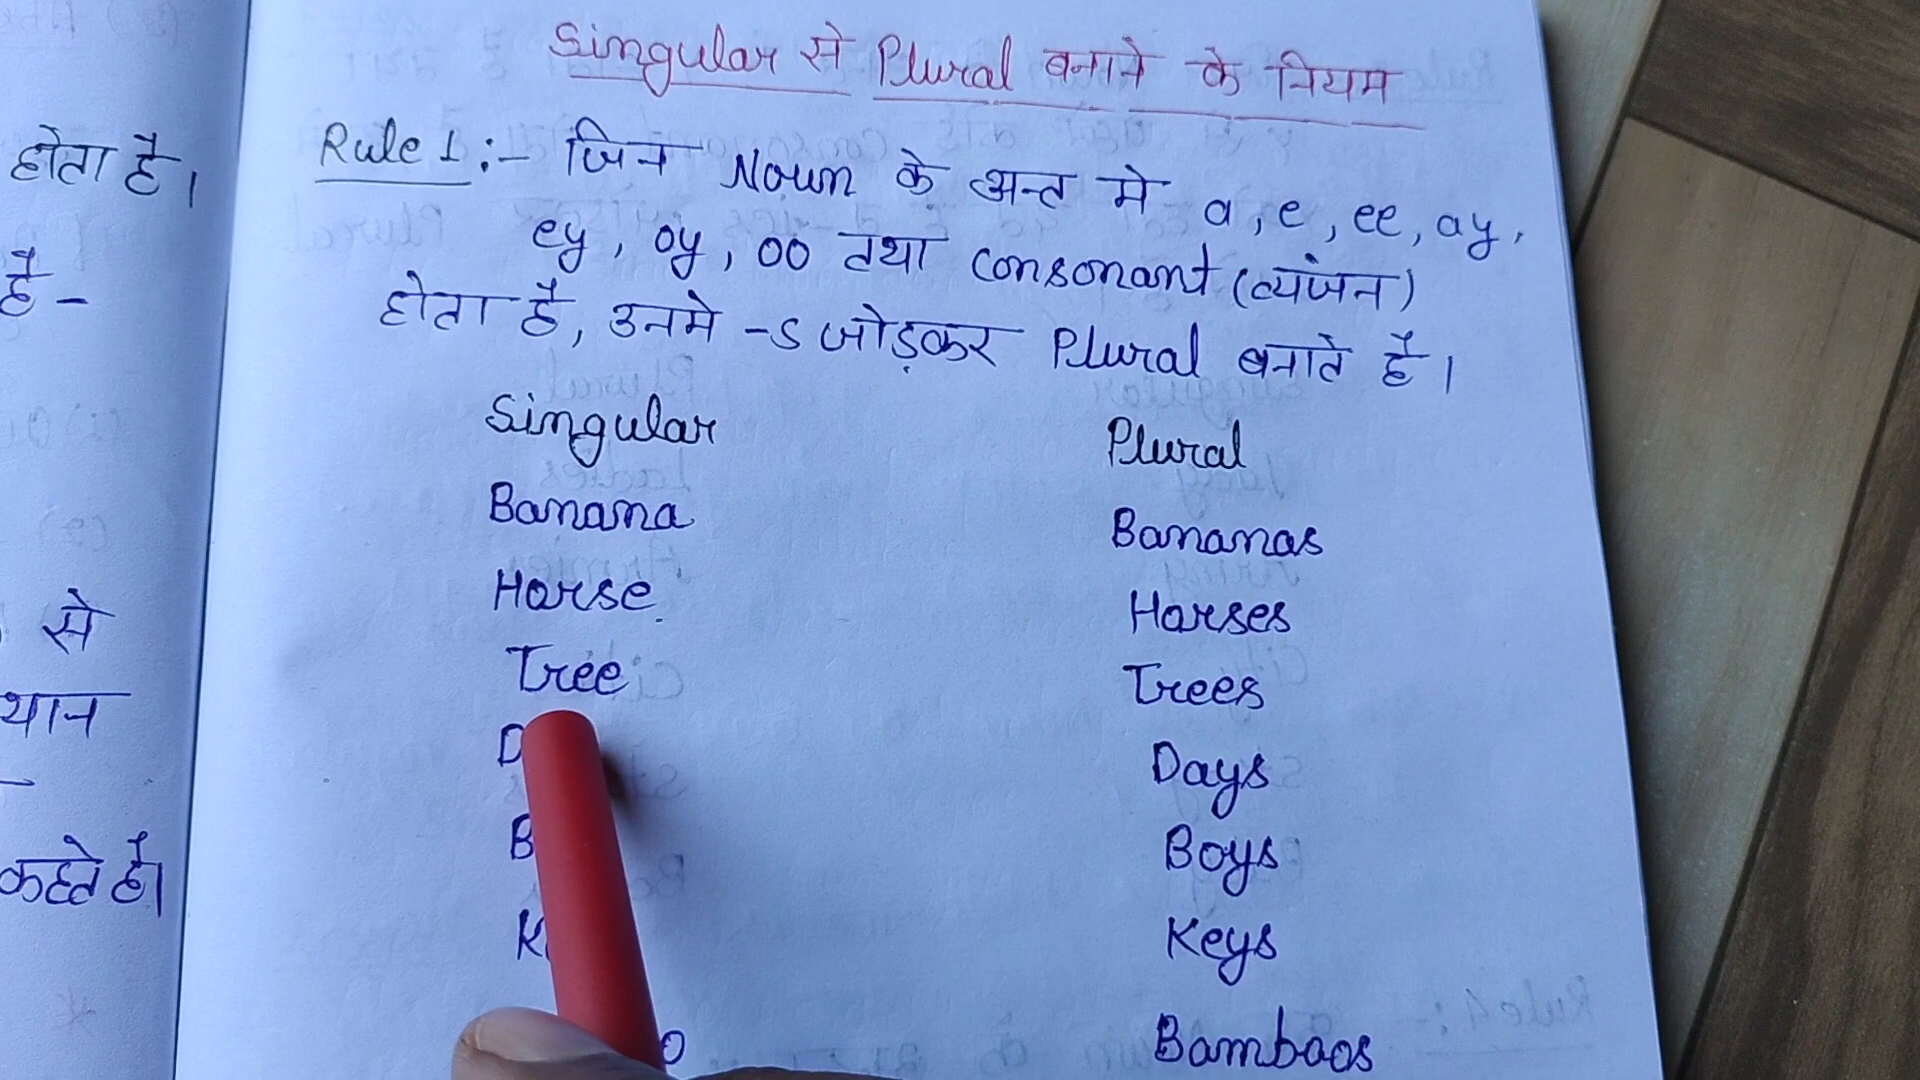 होता है।
है -
से
थान
कहते है।
Singular से Plural बनाने के नियम
Rule 1 :- जिन Noun के अन्त मे a, e, ee, ay,
ey, oy, oo तथा Consonant (व्यंजन)
होता है, उनमे -s जोड़कर Plural बनाते है।
Singular Plural
Banana Bananas
Horse Horses
Tree Trees
D Days
B Boys
K Keys
o Bamboos